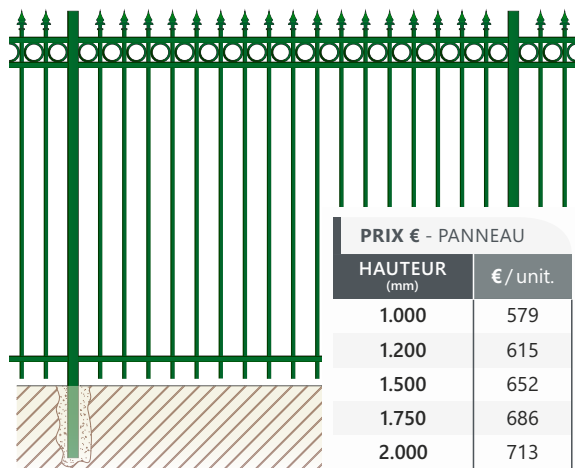 PRIX € - PANNEAU
HAUTEUR €/unit.
(mm)
1.000 579
1.200 615
1.500 652
1.750 686
2.000 713